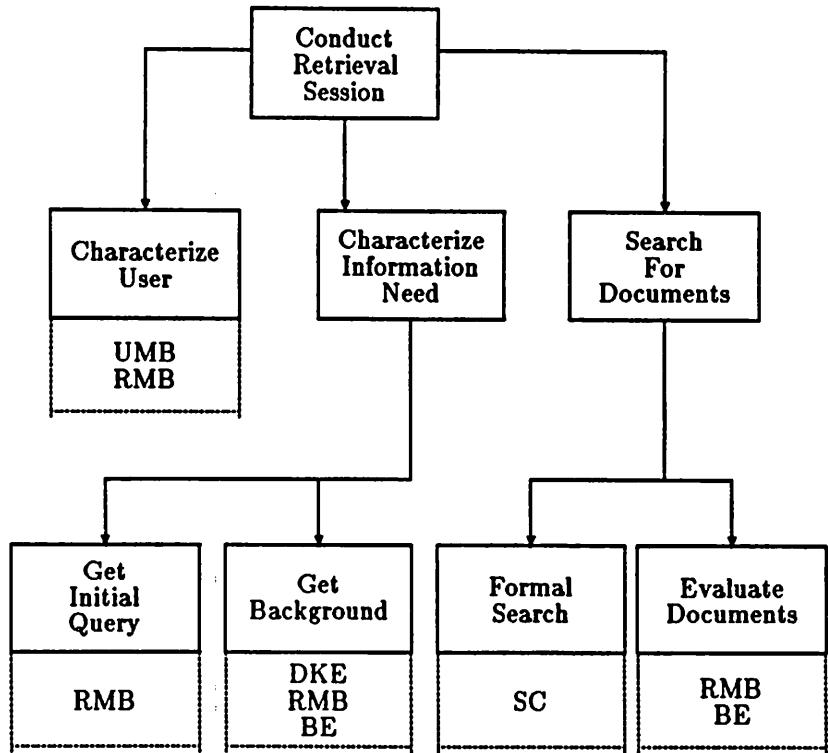 Conduct
Retrieval
Session
Characterize
User
UMB
RMB
Characterize
Information
Need
Search
For
Documents
Get
Initial
Query
RMB
Get
Background
DKE
RMB
BE
Formal
Search
SC
Evaluate
Documents
RMB
BE